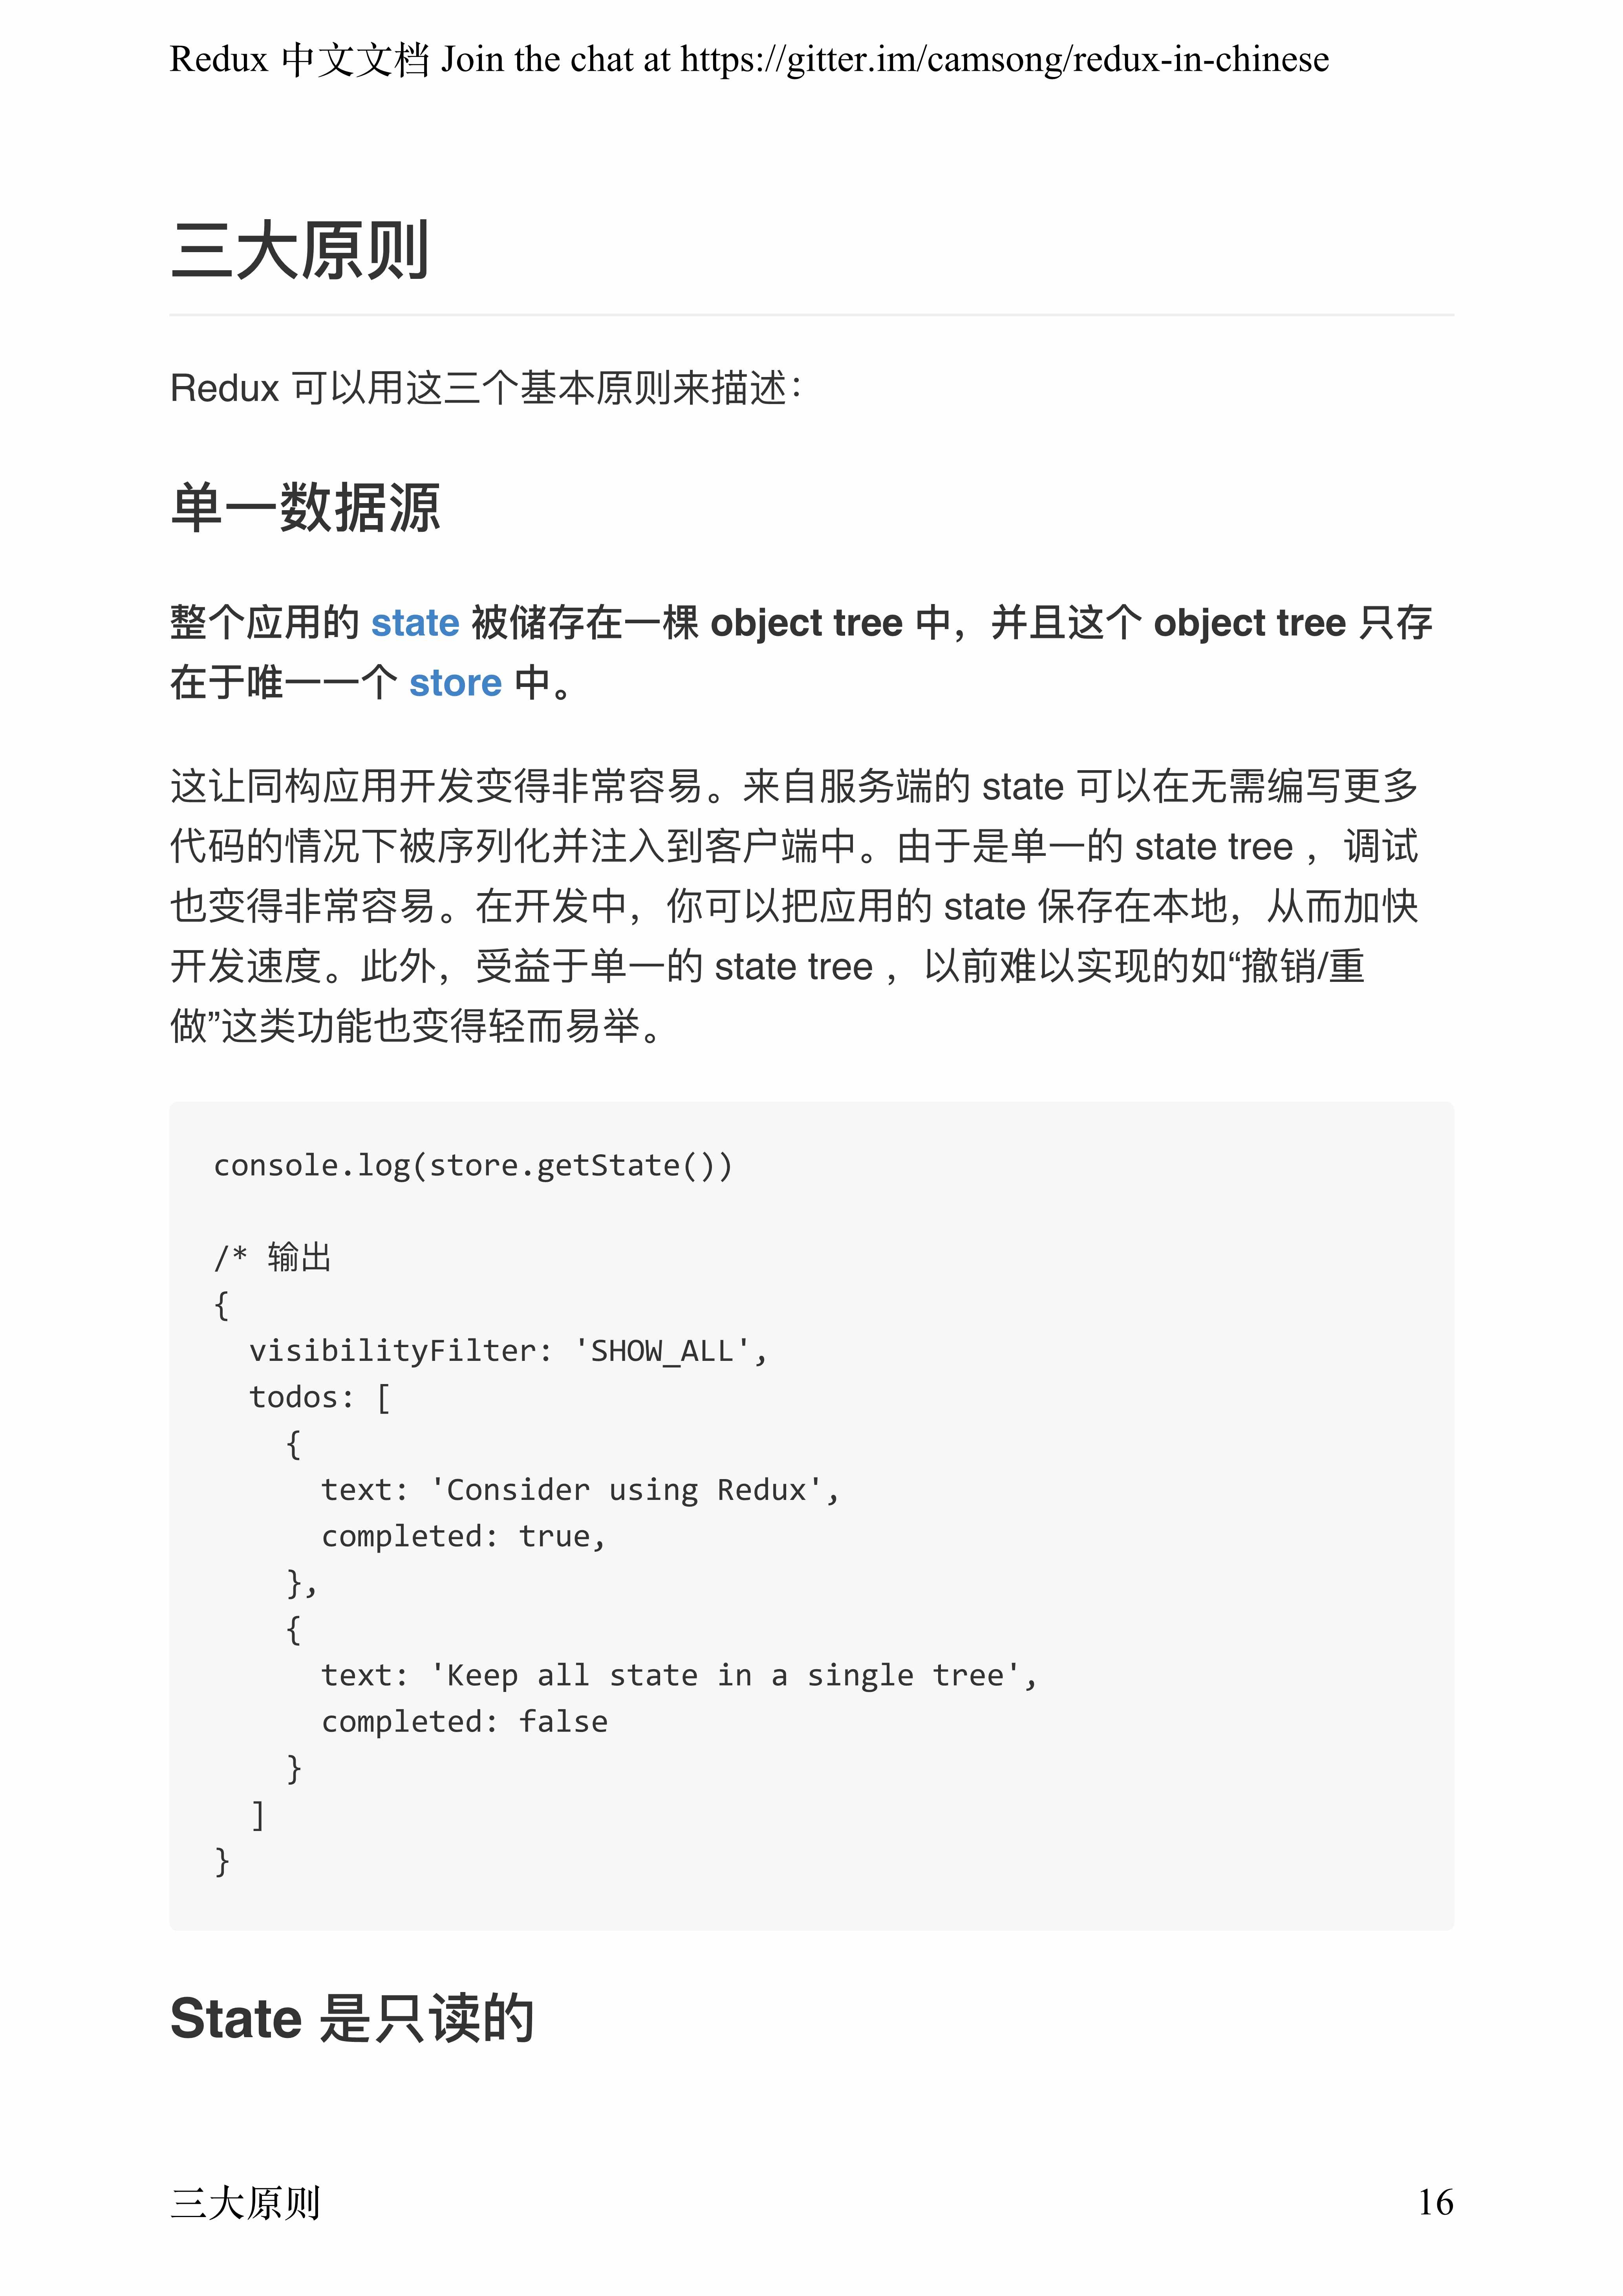 Redux 中文文档 Join the chat at https://gitter.im/camsong/redux-in-chinese
三大原则
Redux 可以用这三个基本原则来描述：
单一数据源
整个应用的 state 被储存在一棵 object tree 中，并且这个 object tree 只存
在于唯一一个 store 中。
这让同构应用开发变得非常容易。来自服务端的 state 可以在无需编写更多
代码的情况下被序列化并注入到客户端中。由于是单一的 state tree ，调试
也变得非常容易。在开发中，你可以把应用的 state 保存在本地，从而加快
开发速度。此外，受益于单一的 state tree ，以前难以实现的如“撤销/重
做”这类功能也变得轻而易举。
console.log(store.getState())
/* 输出
{
  visibilityFilter: 'SHOW_ALL',
  todos: [
    {
      text: 'Consider using Redux',
      completed: true,
    },
    {
      text: 'Keep all state in a single tree',
      completed: false
    }
  ]
}
State 是只读的
三大原则 16